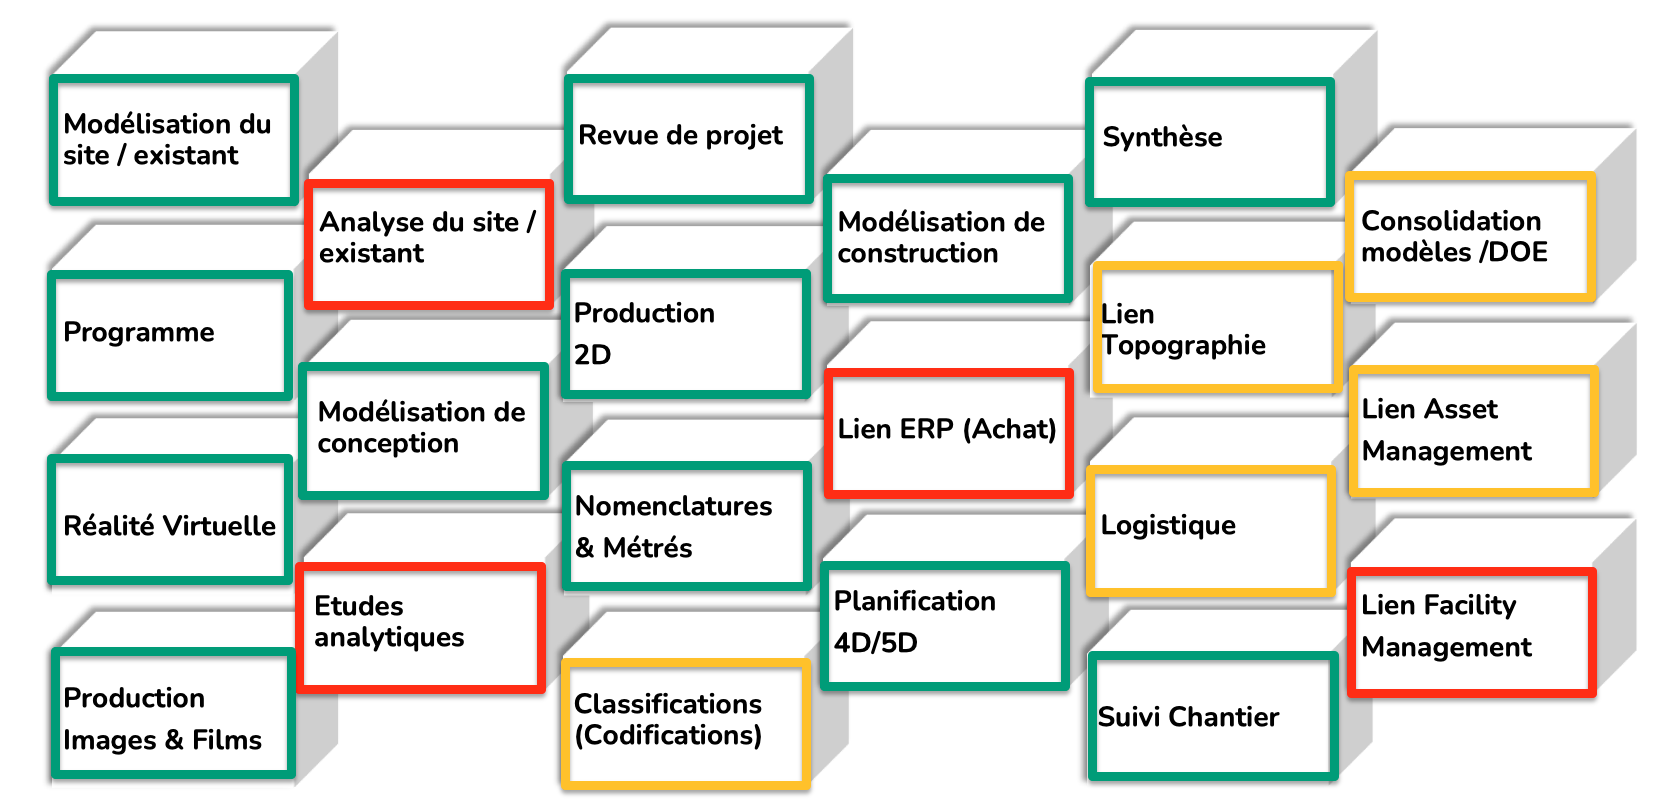 Modélisation du
site / existant
Programme
Réalité Virtuelle
Production
Images & Films
Analyse du site /
existant
Modélisation de
conception
Etudes
analytiques
Revue de projet
Production
2D
Nomenclatures
& Métrés
Classifications
(Codifications)
Modélisation de
construction
Lien ERP (Achat)
Planification
4D/5D
Synthèse
Lien
Topographie
Logistique
Suivi Chantier
Consolidation
modèles /DOE
Lien Asset
Management
Lien Facility
Management